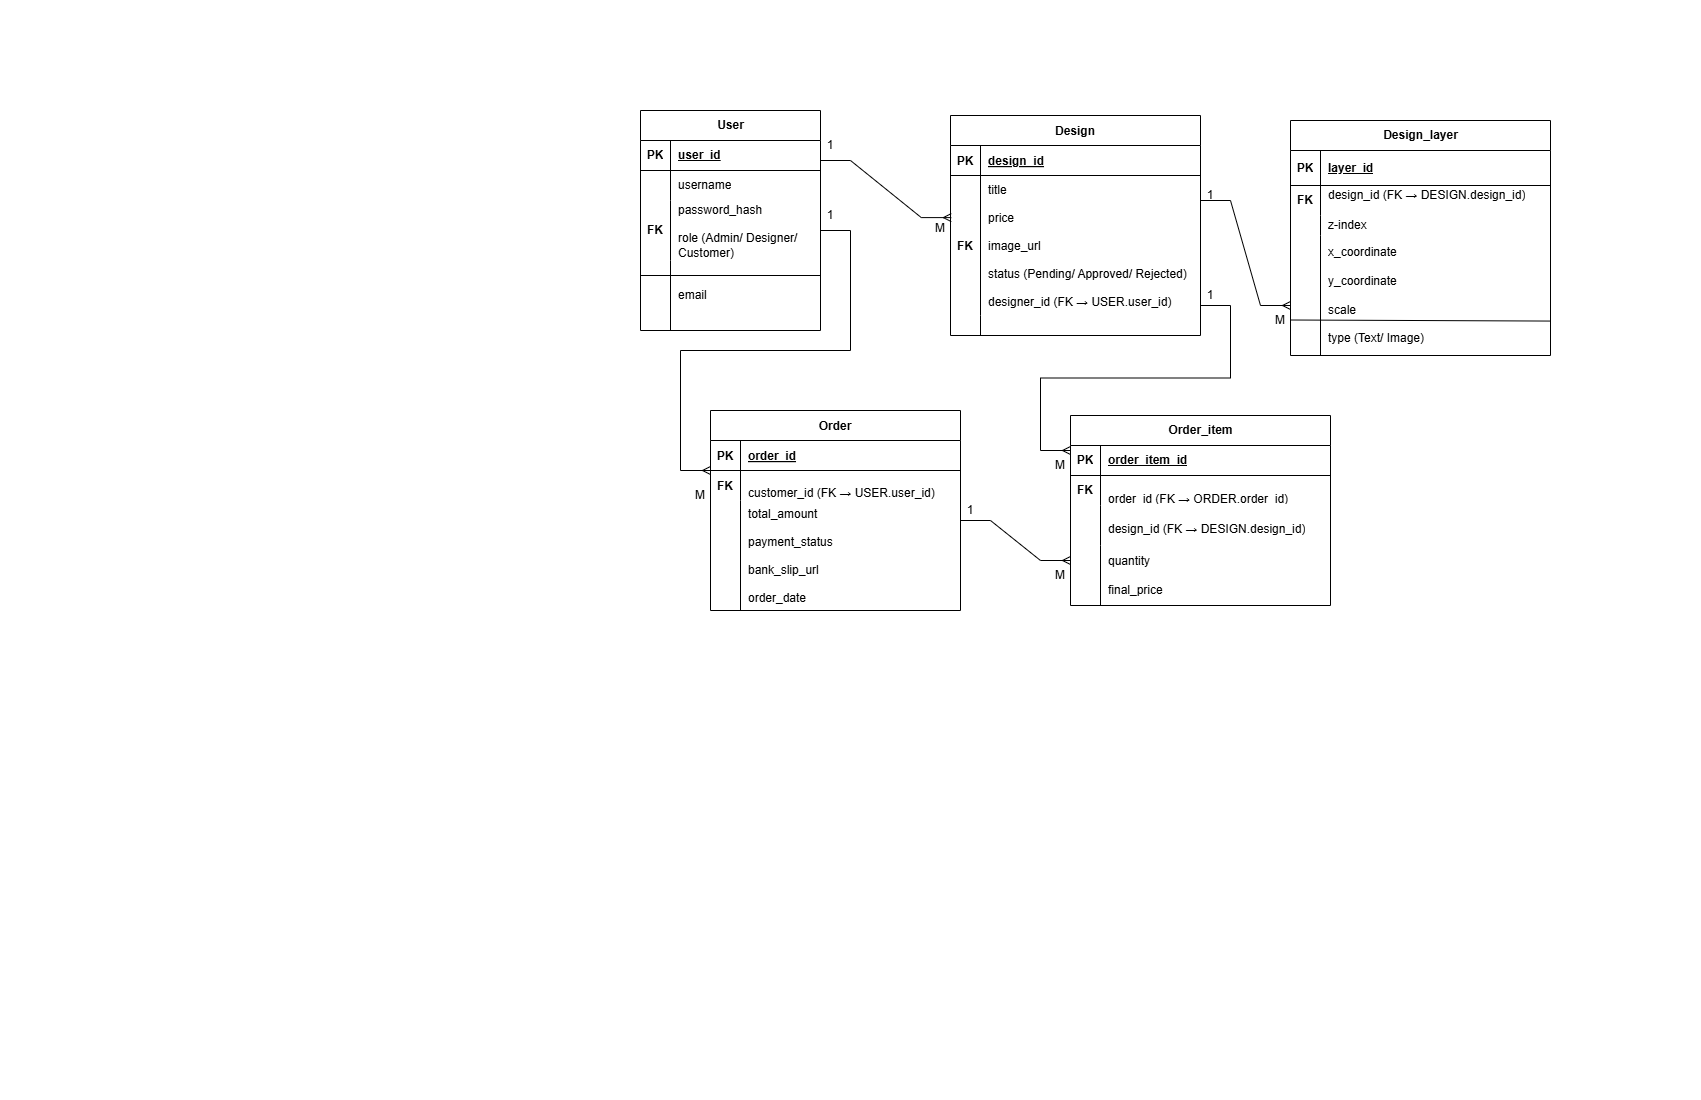 User
PK user_id
username
password_hash
FK
role (Admin/ Designer/
Customer)
email
1
1
M
Design
PK design_id
title
price
FK image_url
status (Pending/ Approved/ Rejected)
designer_id (FK → USER.user_id)
1
1
M
Design_layer
PK layer_id
FK design_id (FK → DESIGN.design_id)
z-index
x_coordinate
y_coordinate
scale
type (Text/ Image)
M
Order
PK order_id
FK customer_id (FK → USER.user_id)
total_amount
payment_status
bank_slip_url
order_date
1
M
M
Order_item
PK order_item_id
FK order_id (FK → ORDER.order_id)
design_id (FK → DESIGN.design_id)
quantity
final_price